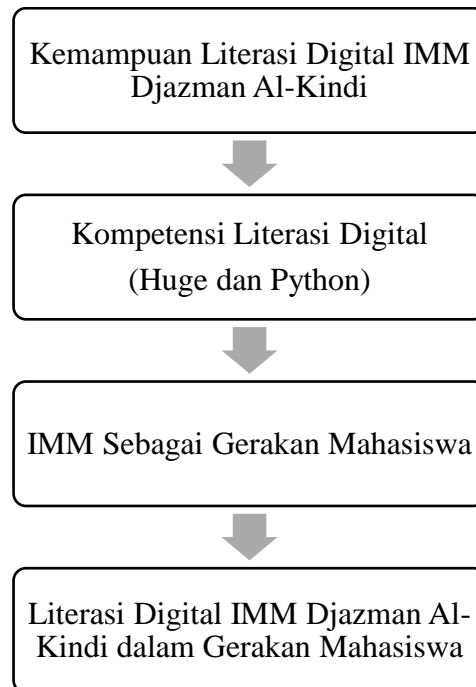 Kemampuan Literasi Digital IMM
Djazman Al-Kindi
Kompetensi Literasi Digital
(Huge dan Python)
IMM Sebagai Gerakan Mahasiswa
Literasi Digital IMM Djazman Al-
Kindi dalam Gerakan Mahasiswa